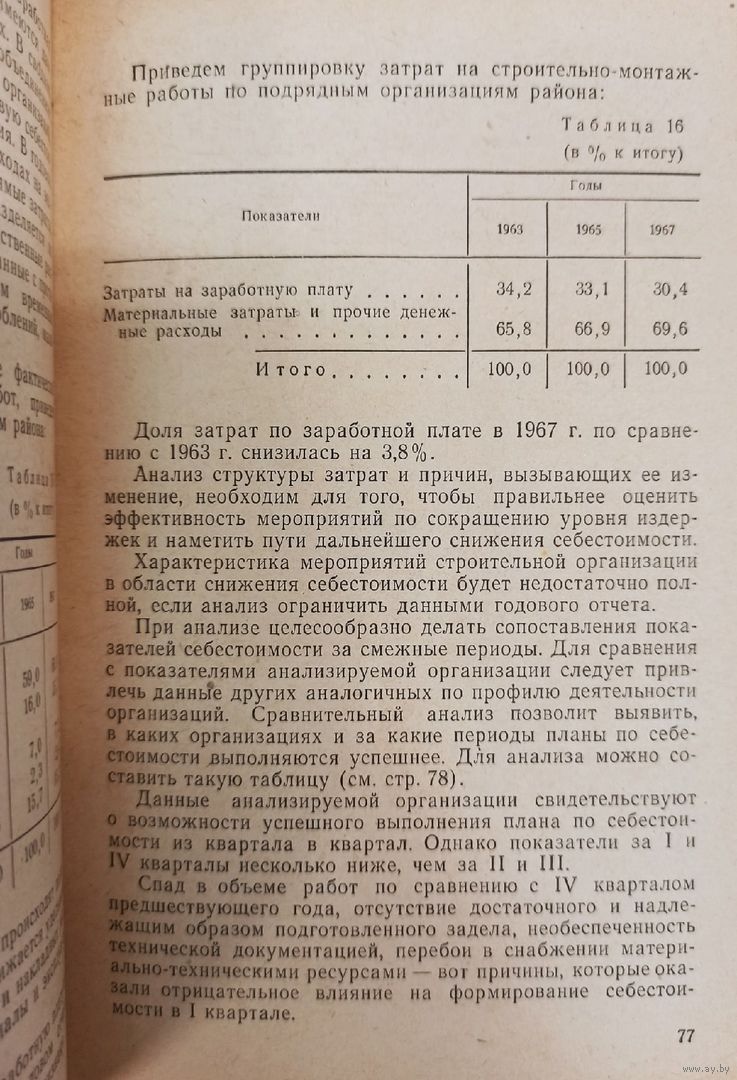 Приведем группировку затрат на строительно-монтаж-
ные работы по подрядным организациям района:
Таблица 16
(в % к итогу)
Показатели
Годы
1963 1965 1967
Затраты на заработную плату . . . . . . 34,2 33,1 30,4
Материальные затраты и прочие денеж-
ные расходы . . . . . . . . . . . . . 65,8 66,9 69,6
Итого . . . . . . . . 100,0 100,0 100,0
Доля затрат по заработной плате в 1967 г. по сравне-
нию с 1963 г. снизилась на 3,8%.
Анализ структуры затрат и причин, вызывающих ее из-
менение, необходим для того, чтобы правильнее оценить
эффективность мероприятий по сокращению уровня издер-
жек и наметить пути дальнейшего снижения себестоимости.
Характеристика мероприятий строительной организации
в области снижения себестоимости будет недостаточно пол-
ной, если анализ ограничить данными годового отчета.
При анализе целесообразно делать сопоставления пока-
зателей себестоимости за смежные периоды. Для сравнения
с показателями анализируемой организации следует прив-
лечь данные других аналогичных по профилю деятельности
организаций. Сравнительный анализ позволит выявить,
в каких организациях и за какие периоды планы по себе-
стоимости выполняются успешнее. Для анализа можно со-
ставить такую таблицу (см. стр. 78).
Данные анализируемой организации свидетельствуют
о возможности успешного выполнения плана по себестои-
мости из квартала в квартал. Однако показатели за I и
IV кварталы несколько ниже, чем за II и III.
Спад в объеме работ по сравнению с IV кварталом
предшествующего года, отсутствие достаточного и надле-
жащим образом подготовленного задела, необеспеченность
технической документацией, перебои в снабжении матери-
ально-техническими ресурсами — вот причины, которые ока-
зали отрицательное влияние на формирование себестои-
мости в I квартале.
77
www.ay.by